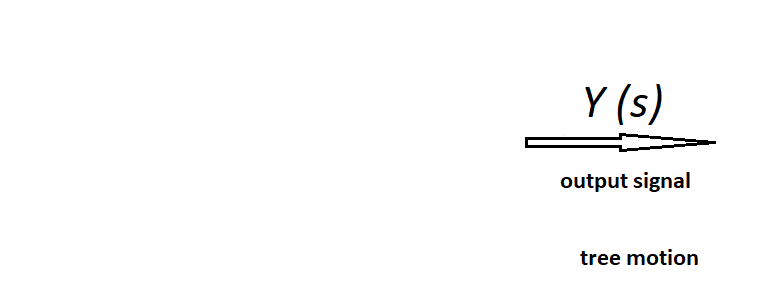 Y (s)
output signal
tree motion